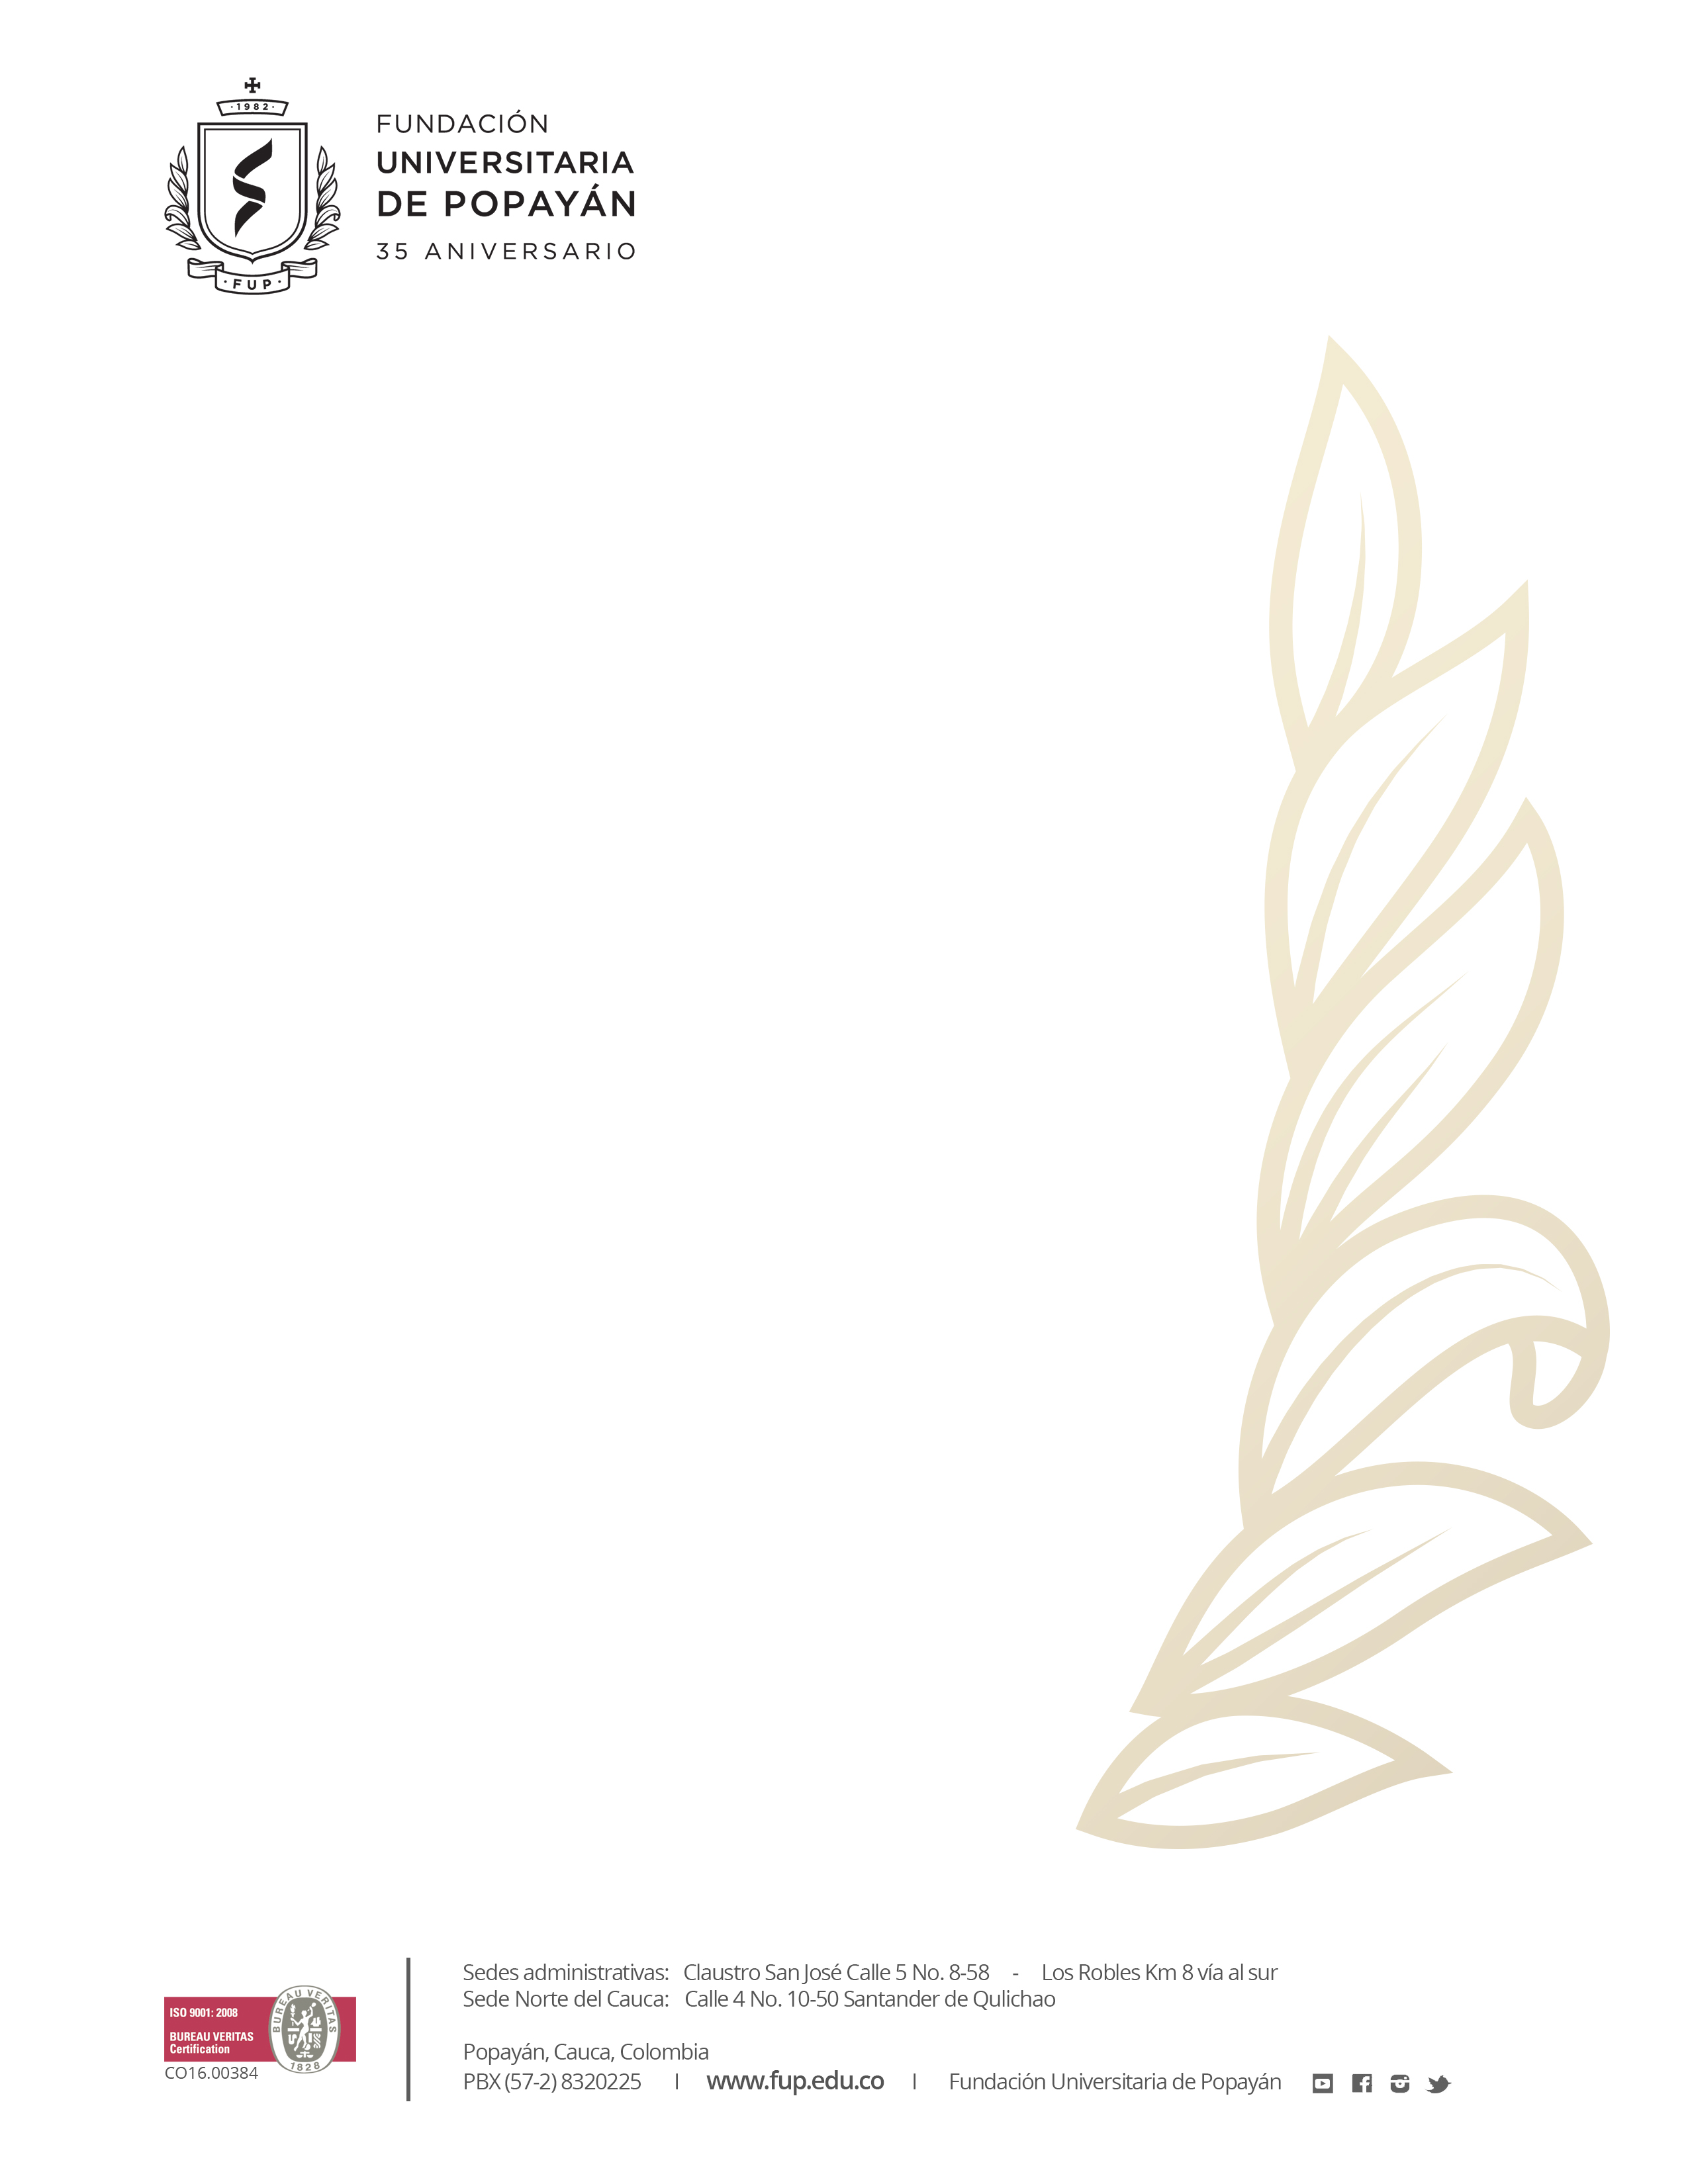 · 1982 ·
FUNDACIÓN
UNIVERSITARIA
DE POPAYÁN
35 ANIVERSARIO
· FUP ·
ISO 9001: 2008
BUREAU VERITAS
Certification
BUREAU VERITAS
1828
CO16.00384
Sedes administrativas: Claustro San José Calle 5 No. 8-58 - Los Robles Km 8 vía al sur
Sede Norte del Cauca: Calle 4 No. 10-50 Santander de Qulichao
Popayán, Cauca, Colombia
PBX (57-2) 8320225 | www.fup.edu.co | Fundación Universitaria de Popayán